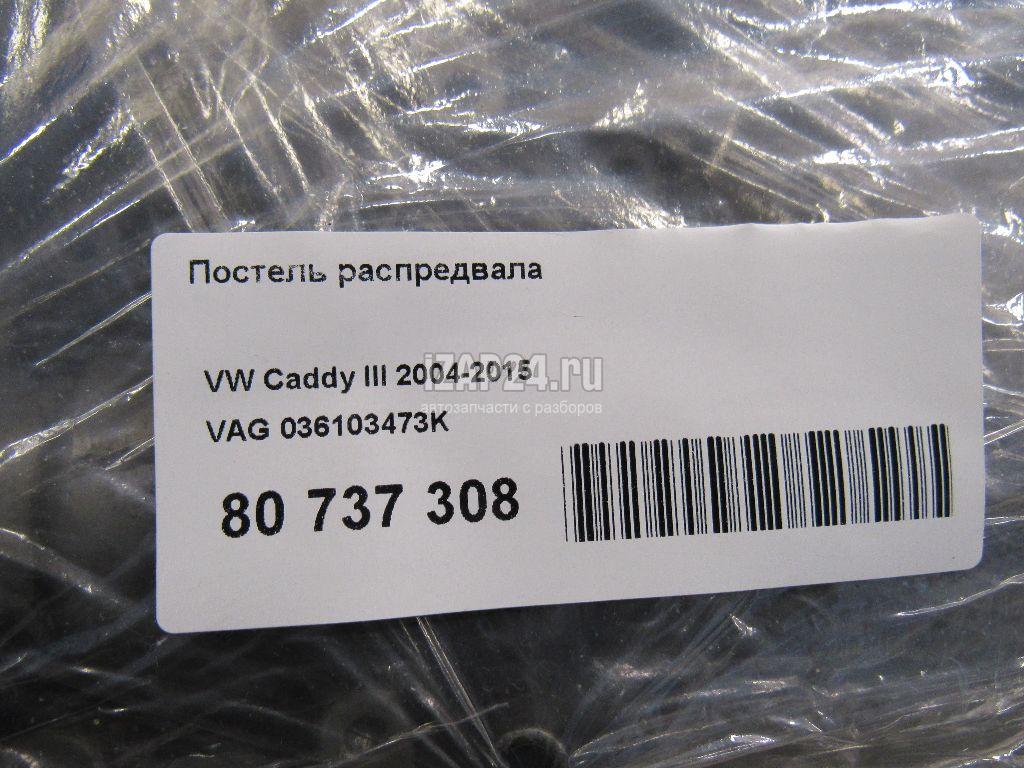 Постель распредвала
VW Caddy III 2004-2015
iZAP24.ru
автозапчасти с разборов
VAG 036103473K
80 737 308